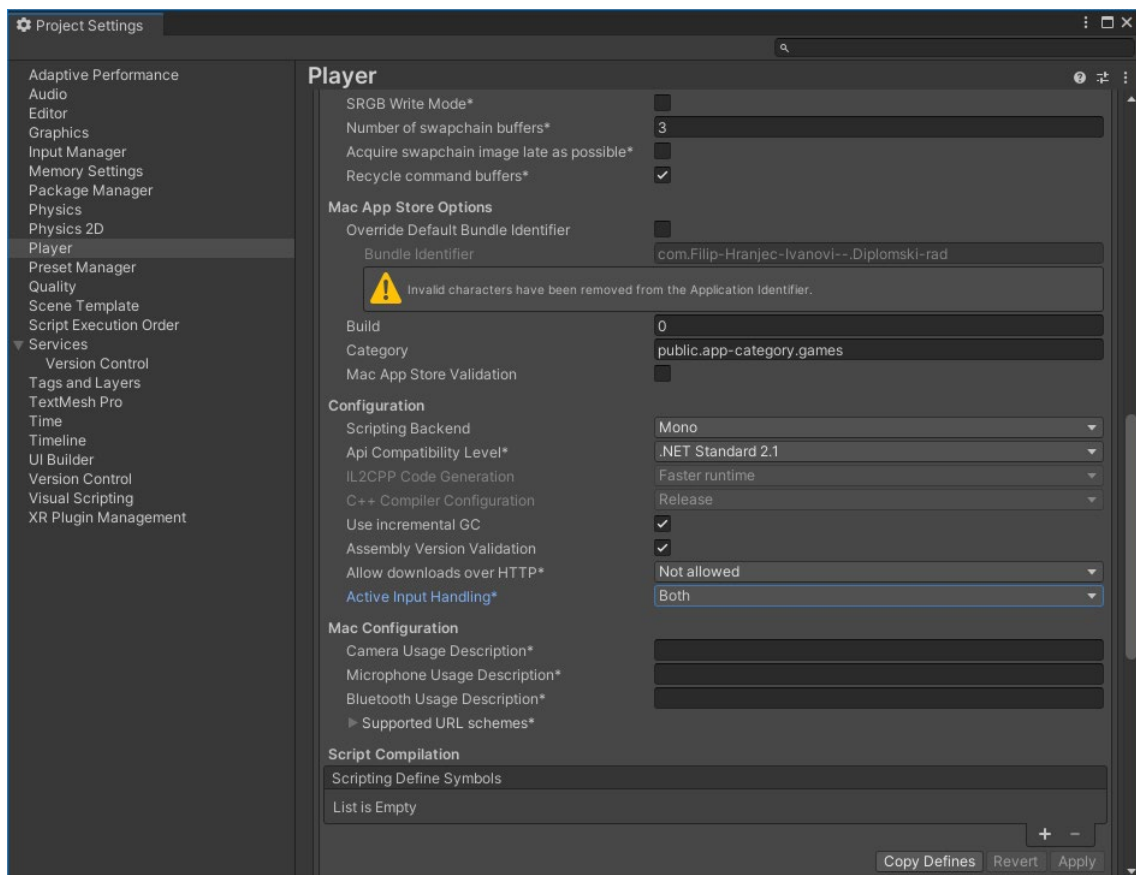 Project Settings
Adaptive Performance
Audio
Editor
Graphics
Input Manager
Memory Settings
Package Manager
Physics
Physics 2D
Player
Preset Manager
Quality
Scene Template
Script Execution Order
Services
Version Control
Tags and Layers
TextMesh Pro
Time
Timeline
UI Builder
Version Control
Visual Scripting
XR Plugin Management
Player
SRGB Write Mode*
Number of swapchain buffers* 3
Acquire swapchain image late as possible*
Recycle command buffers*
Mac App Store Options
Override Default Bundle Identifier
Bundle Identifier com.Filip-Hranjec-Ivanovi--.Diplomski-rad
Invalid characters have been removed from the Application Identifier.
Build 0
Category public.app-category.games
Mac App Store Validation
Configuration
Scripting Backend Mono
Api Compatibility Level* .NET Standard 2.1
IL2CPP Code Generation Faster runtime
C++ Compiler Configuration Release
Use incremental GC
Assembly Version Validation
Allow downloads over HTTP* Not allowed
Active Input Handling* Both
Mac Configuration
Camera Usage Description*
Microphone Usage Description*
Bluetooth Usage Description*
Supported URL schemes*
Script Compilation
Scripting Define Symbols
List is Empty
+ −
Copy Defines Revert Apply